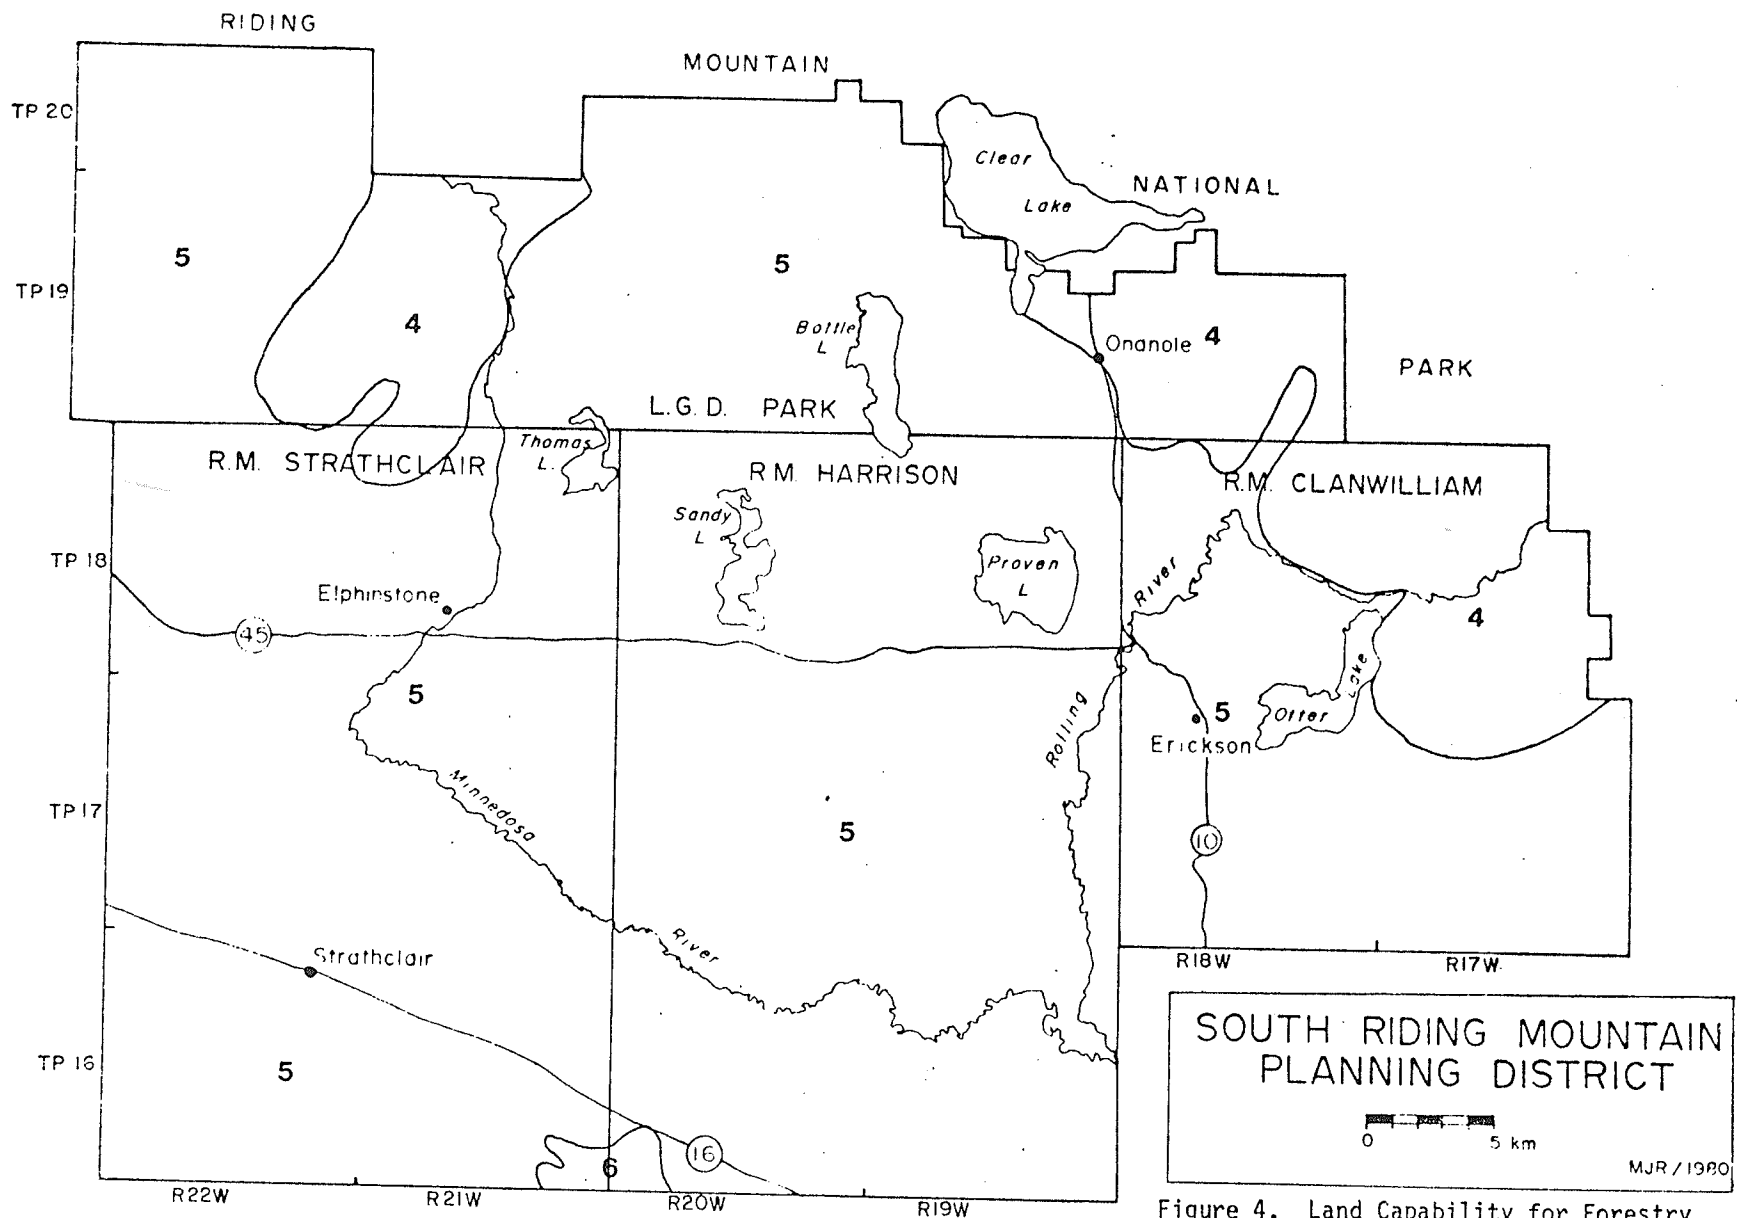 RIDING
MOUNTAIN
TP 20
Clear
NATIONAL
Lake
5
5
TP 19
4
Bottle
L
Onanole
4
PARK
L.G.D. PARK
Thomas
L.
R.M. STRATHCLAIR
R.M. HARRISON
R.M. CLANWILLIAM
Sandy
L
TP 18
Proven
L
River
Elphinstone
45
4
5
Lake
Rolling
5
Otter
Erickson
Minnedosa
TP 17
5
10
River
Strathclair
R18W
R17W.
SOUTH RIDING MOUNTAIN
PLANNING DISTRICT
TP 16
5
0
5 km
16
6
MJR/1980
R22W
R21W
R20W
R19W
Figure 4. Land Capability for Forestry